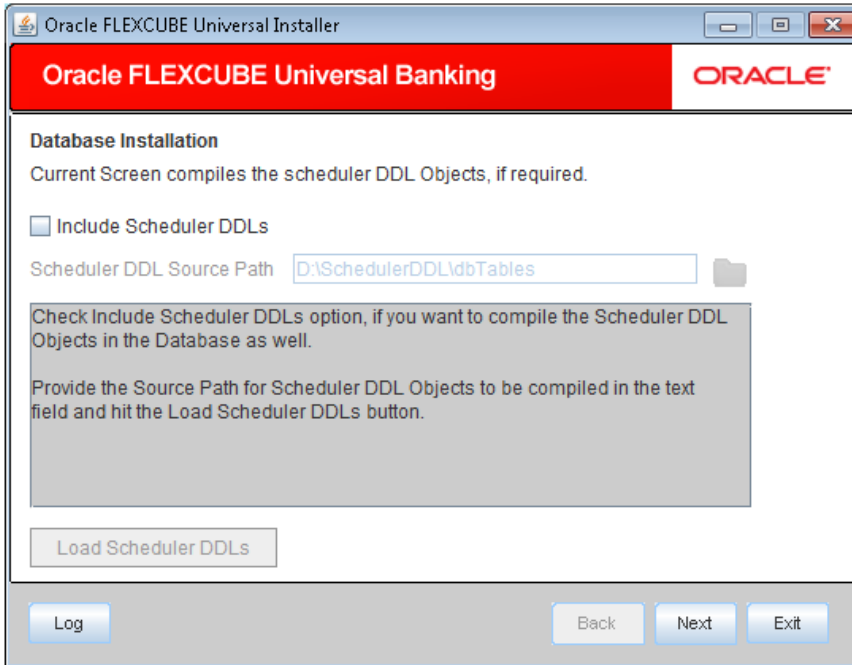 Oracle FLEXCUBE Universal Installer
Oracle FLEXCUBE Universal Banking
ORACLE®
Database Installation
Current Screen compiles the scheduler DDL Objects, if required.
Include Scheduler DDLs
Scheduler DDL Source Path D:\SchedulerDDL\dbTables
Check Include Scheduler DDLs option, if you want to compile the Scheduler DDL
Objects in the Database as well.
Provide the Source Path for Scheduler DDL Objects to be compiled in the text
field and hit the Load Scheduler DDLs button.
Load Scheduler DDLs
Log Back Next Exit